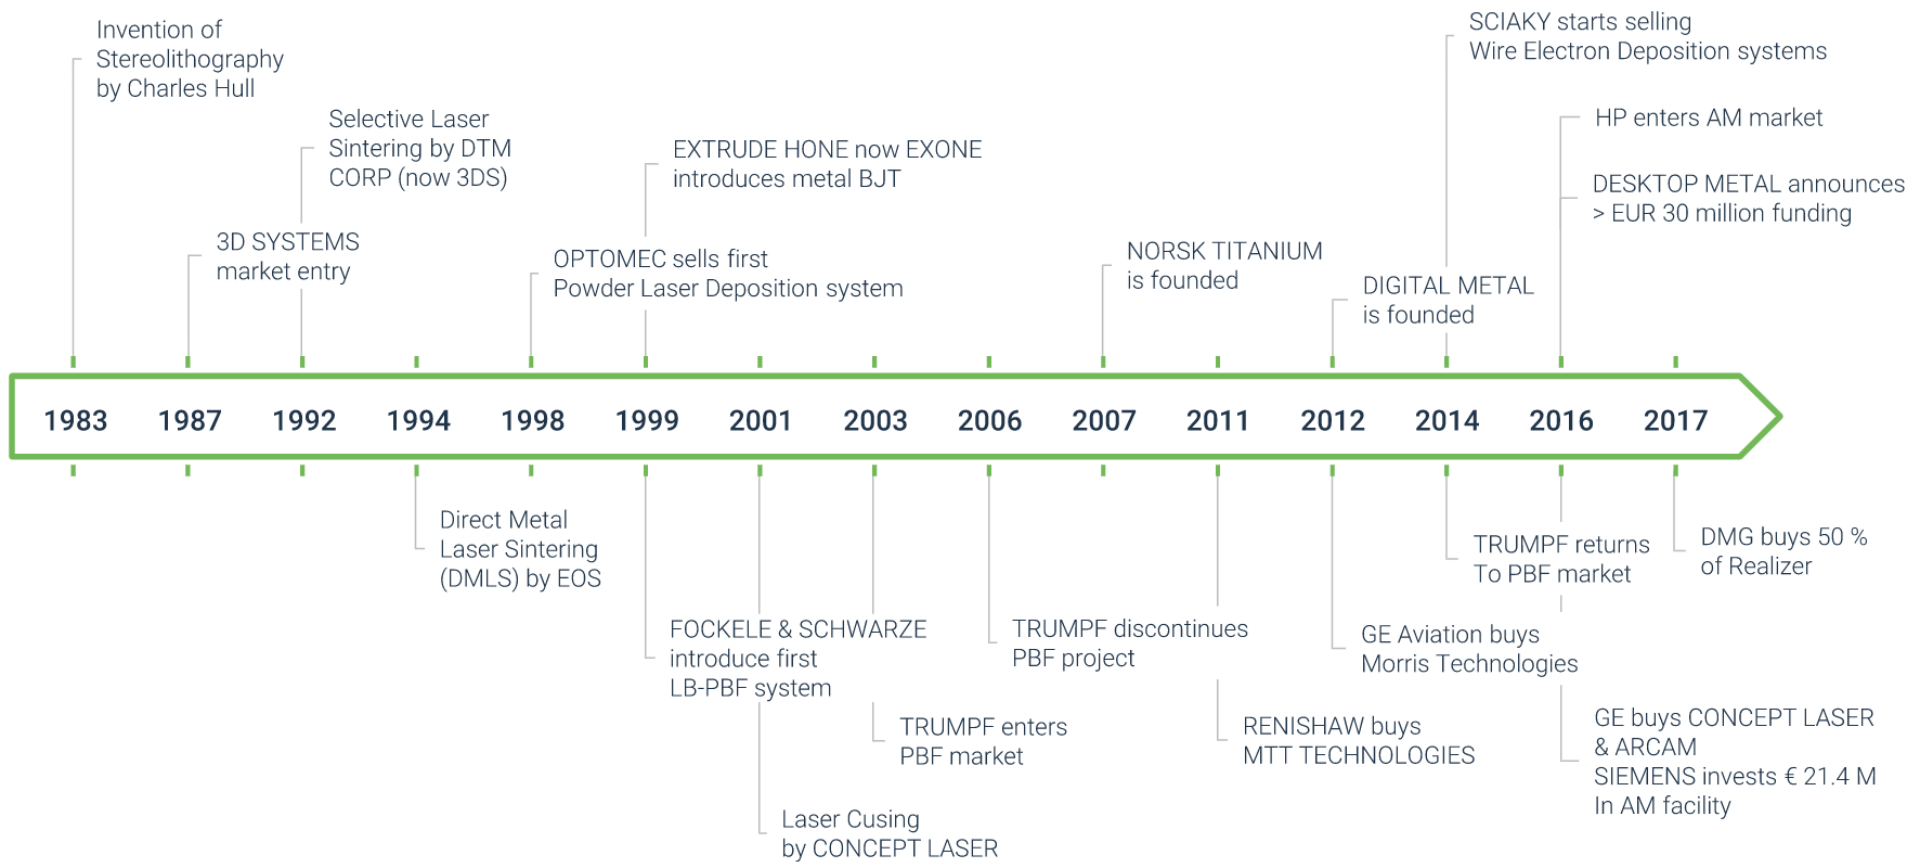 Invention of
Stereolithography
by Charles Hull
3D SYSTEMS
market entry
Selective Laser
Sintering by DTM
CORP (now 3DS)
OPTOMEC sells first
Powder Laser Deposition system
EXTRUDE HONE now EXONE
introduces metal BJT
NORSK TITANIUM
is founded
DIGITAL METAL
is founded
SCIAKY starts selling
Wire Electron Deposition systems
HP enters AM market
DESKTOP METAL announces
> EUR 30 million funding
1983 1987 1992 1994 1998 1999 2001 2003 2006 2007 2011 2012 2014 2016 2017
Direct Metal
Laser Sintering
(DMLS) by EOS
FOCKELE & SCHWARZE
introduce first
LB-PBF system
Laser Cusing
by CONCEPT LASER
TRUMPF enters
PBF market
TRUMPF discontinues
PBF project
RENISHAW buys
MTT TECHNOLOGIES
GE Aviation buys
Morris Technologies
TRUMPF returns
To PBF market
GE buys CONCEPT LASER
& ARCAM
SIEMENS invests € 21.4 M
In AM facility
DMG buys 50 %
of Realizer